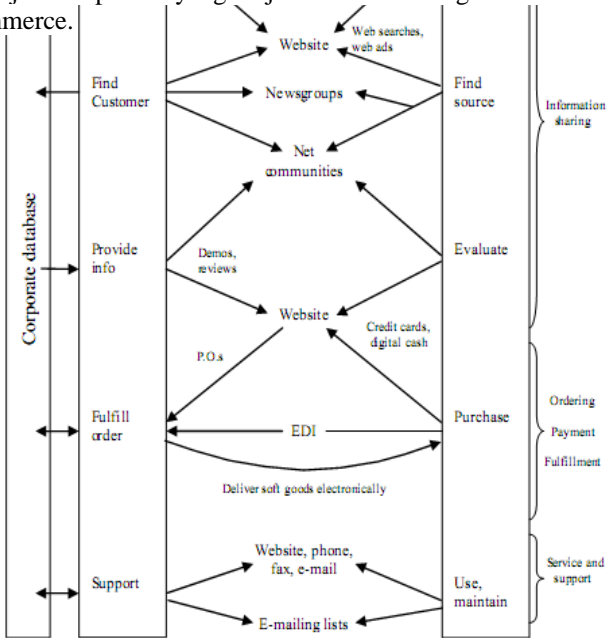 mmerce.
Web searches,
web ads
Website
Find
Customer
Newsgroups
Find
source
Information
sharing
Net
communities
Corporate database
Provide
info
Demos,
reviews
Evaluate
Website
Credit cards,
digital cash
P.O.s
Fulfill
order
EDI
Purchase
Ordering
Payment
Fulfillment
Deliver soft goods electronically
Website, phone,
fax, e-mail
Support
Use,
maintain
Service and
support
E-mailing lists